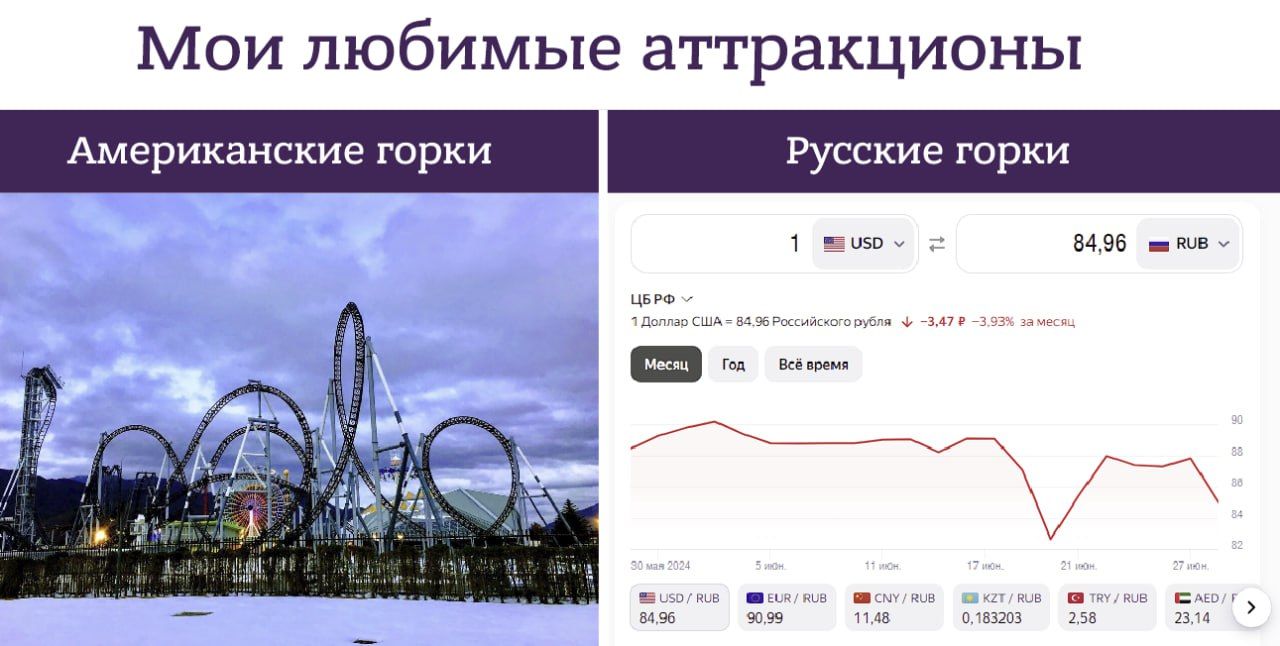 Мои любимые аттракционы
Американские горки
Русские горки
1 USD
84,96 RUB
ЦБ РФ
1 Доллар США = 84,96 Российского рубля ↓ −3,47 ₽ −3,93% за месяц
Месяц Год Всё время
90
88
86
84
82
30 мая 2024 5 июн. 11 июн. 17 июн. 21 июн. 27 июн.
USD / RUB EUR / RUB CNY / RUB KZT / RUB TRY / RUB AED /
84,96 90,99 11,48 0,183203 2,58 23,14